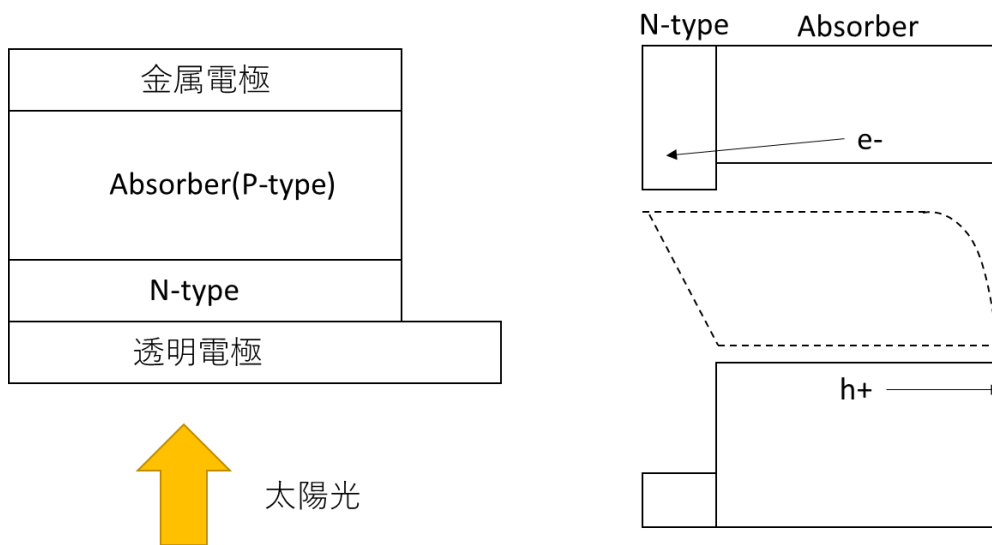 金属電極
Absorber(P-type)
N-type
透明電極
太陽光
N-type
Absorber
e-
h+